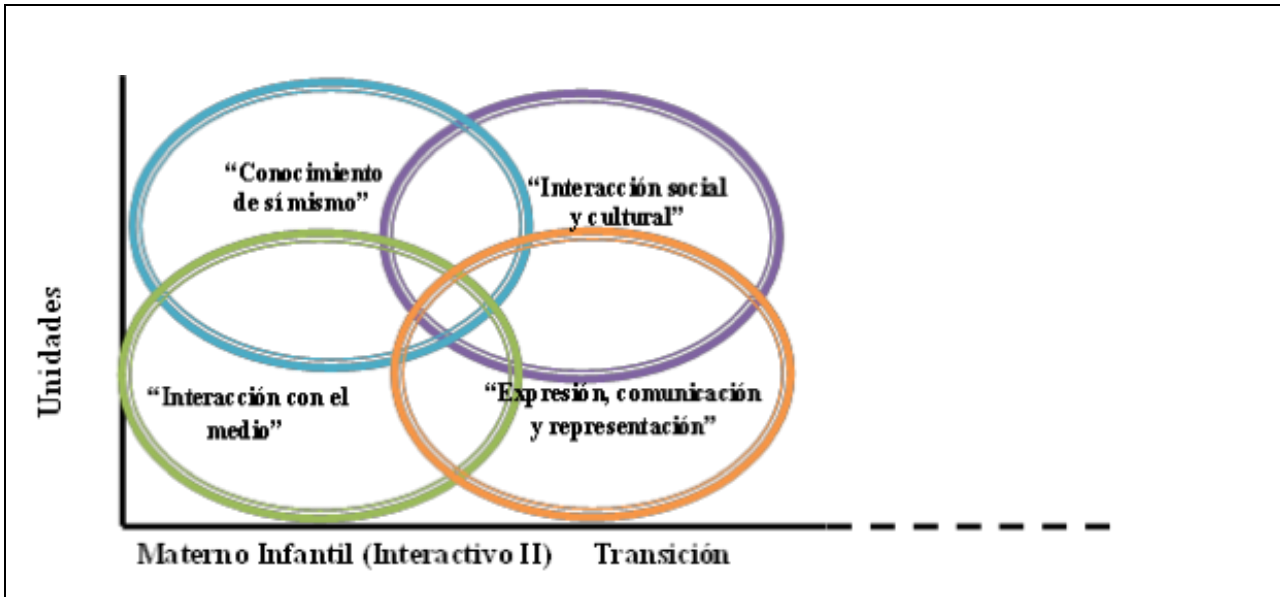 “Conocimiento
de sí mismo”
“Interacción social
y cultural”
Unidades
“Interacción con el
medio”
“Expresión, comunicación
y representación”
Materno Infantil (Interactivo II)
Transición